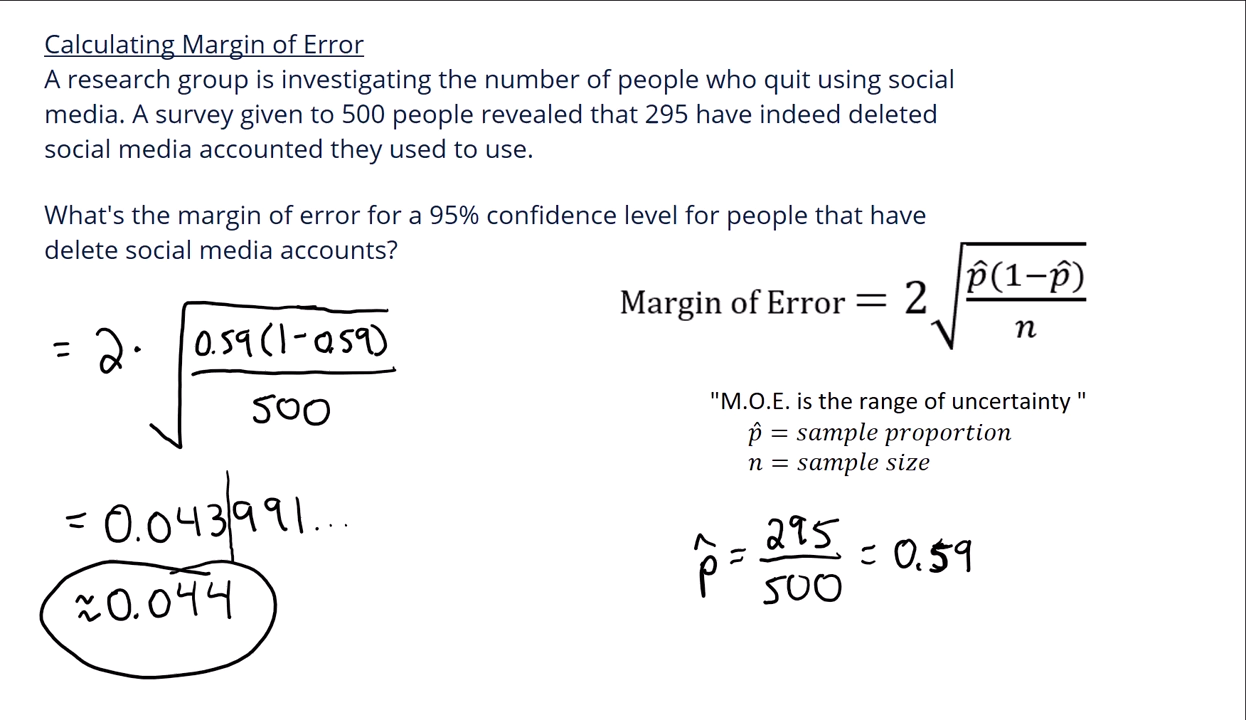 Calculating Margin of Error
A research group is investigating the number of people who quit using social
media. A survey given to 500 people revealed that 295 have indeed deleted
social media accounted they used to use.
What's the margin of error for a 95% confidence level for people that have
delete social media accounts?
Margin of Error = 2√(p̂(1−p̂)/n)
= 2·√(0.59(1-0.59)/500)
"M.O.E. is the range of uncertainty "
p̂ = sample proportion
n = sample size
= 0.043|991...
≈0.044
p̂ = 295/500 = 0.59